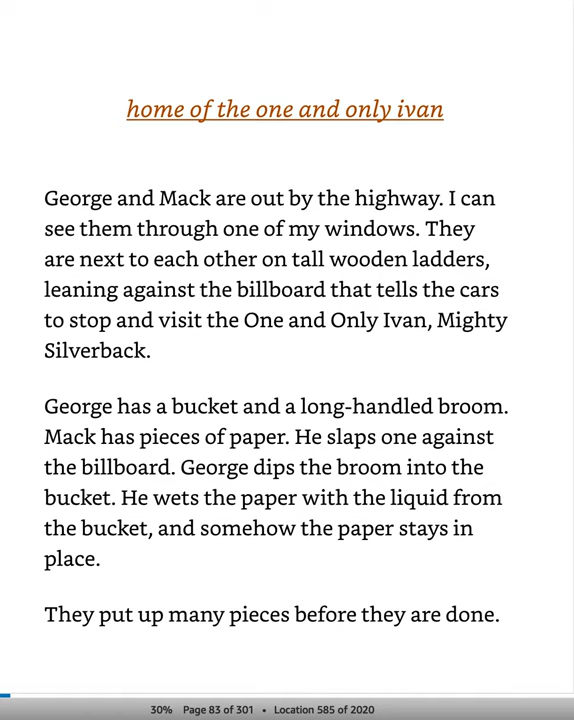 home of the one and only ivan
George and Mack are out by the highway. I can
see them through one of my windows. They
are next to each other on tall wooden ladders,
leaning against the billboard that tells the cars
to stop and visit the One and Only Ivan, Mighty
Silverback.
George has a bucket and a long-handled broom.
Mack has pieces of paper. He slaps one against
the billboard. George dips the broom into the
bucket. He wets the paper with the liquid from
the bucket, and somehow the paper stays in
place.
They put up many pieces before they are done.
30% Page 83 of 301 • Location 585 of 2020